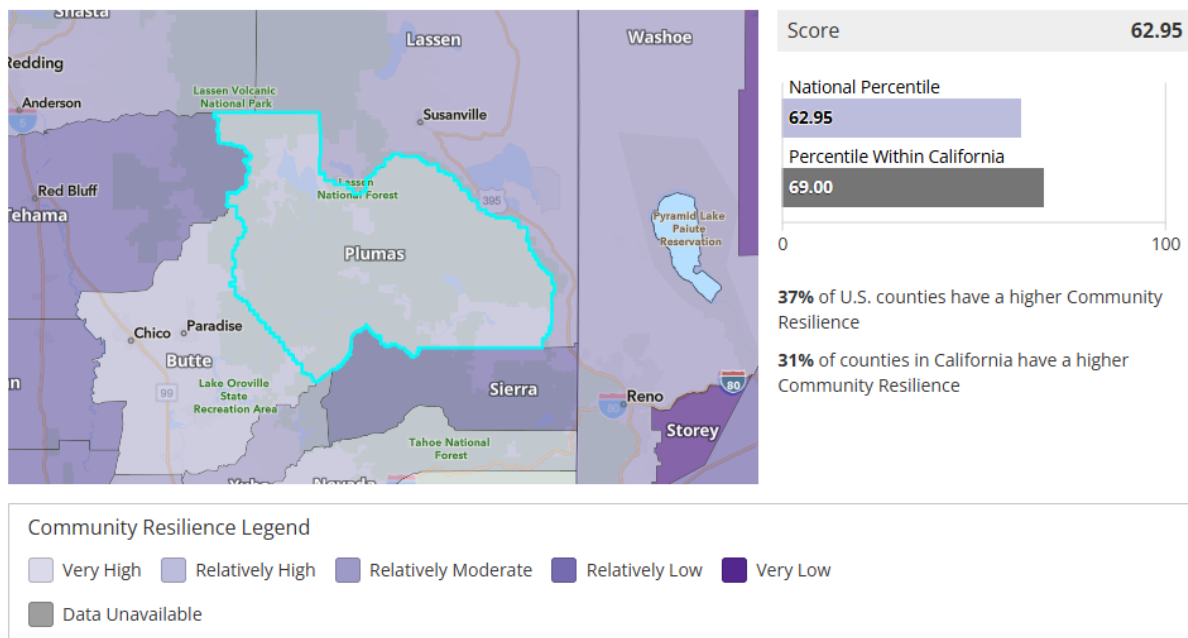 Shasta
Lassen
Washoe
Redding
Lassen Volcanic
National Park
Anderson
5
Susanville
Red Bluff
Tehama
Lassen
National Forest
395
Pyramid Lake
Paiute
Reservation
Plumas
Chico
Paradise
Butte
99
Lake Oroville
State
Recreation Area
Sierra
80
Reno
80
Storey
Tahoe National
Forest
Yuba
Nevada
Score 62.95
National Percentile
62.95
Percentile Within California
69.00
0 100
37% of U.S. counties have a higher Community
Resilience
31% of counties in California have a higher
Community Resilience
Community Resilience Legend
Very High Relatively High Relatively Moderate Relatively Low Very Low
Data Unavailable